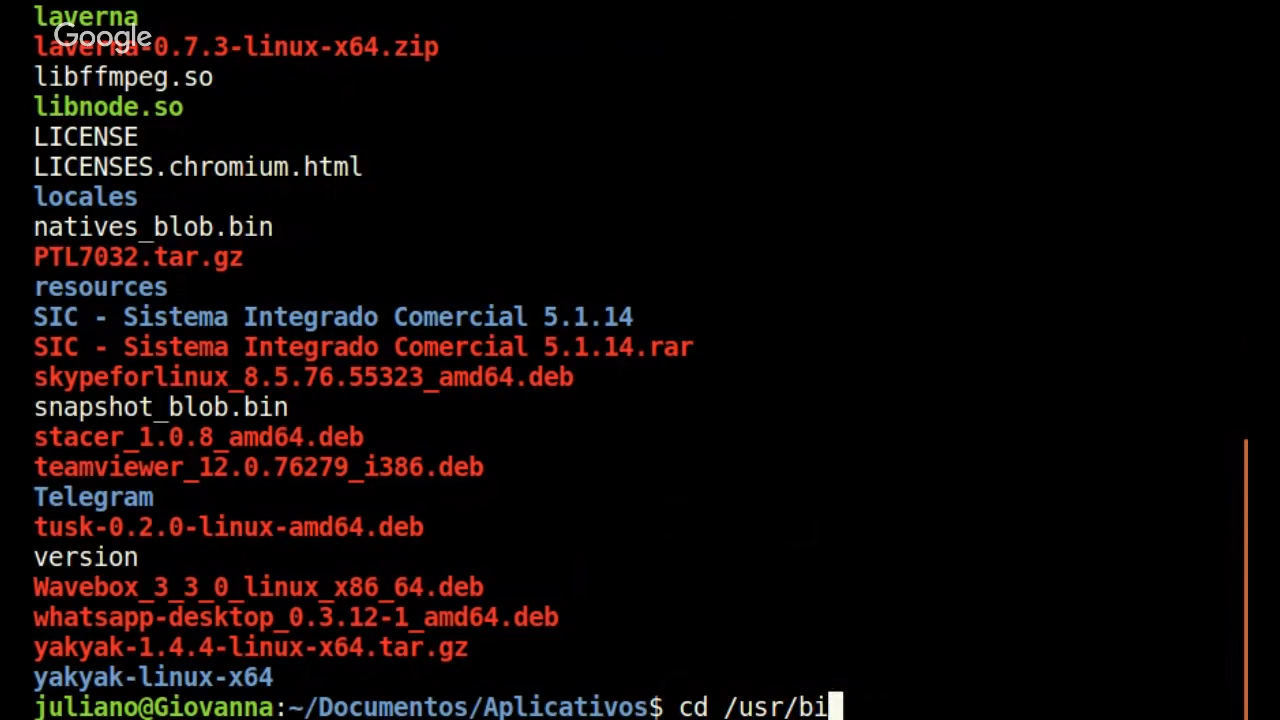 laverna
Google
laverna-0.7.3-linux-x64.zip
libffmpeg.so
libnode.so
LICENSE
LICENSES.chromium.html
locales
natives_blob.bin
PTL7032.tar.gz
resources
SIC - Sistema Integrado Comercial 5.1.14
SIC - Sistema Integrado Comercial 5.1.14.rar
skypeforlinux_8.5.76.55323_amd64.deb
snapshot_blob.bin
stacer_1.0.8_amd64.deb
teamviewer_12.0.76279_i386.deb
Telegram
tusk-0.2.0-linux-amd64.deb
version
Wavebox_3_3_0_linux_x86_64.deb
whatsapp-desktop_0.3.12-1_amd64.deb
yakyak-1.4.4-linux-x64.tar.gz
yakyak-linux-x64
juliano@Giovanna:~/Documentos/Aplicativos$ cd /usr/bi